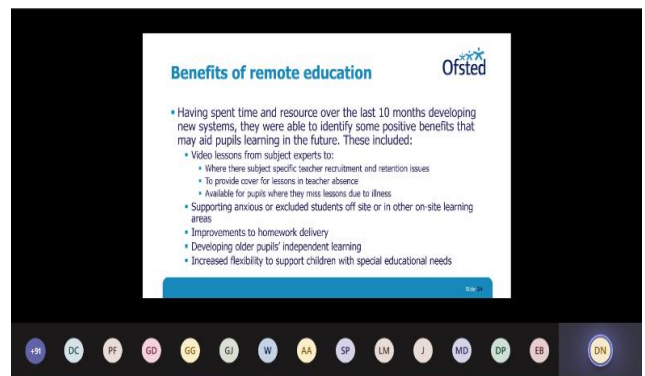 Ofsted
Benefits of remote education
▪ Having spent time and resource over the last 10 months developing
new systems, they were able to identify some positive benefits that
may aid pupils learning in the future. These included:
▪ Video lessons from subject experts to:
▪ Where there subject specific teacher recruitment and retention issues
▪ To provide cover for lessons in teacher absence
▪ Available for pupils where they miss lessons due to illness
▪ Supporting anxious or excluded students off site or in other on-site learning
areas
▪ Improvements to homework delivery
▪ Developing older pupils' independent learning
▪ Increased flexibility to support children with special educational needs
Slide
+91 DC PF GD GG GJ W AA SP LM J MD DP EB DN